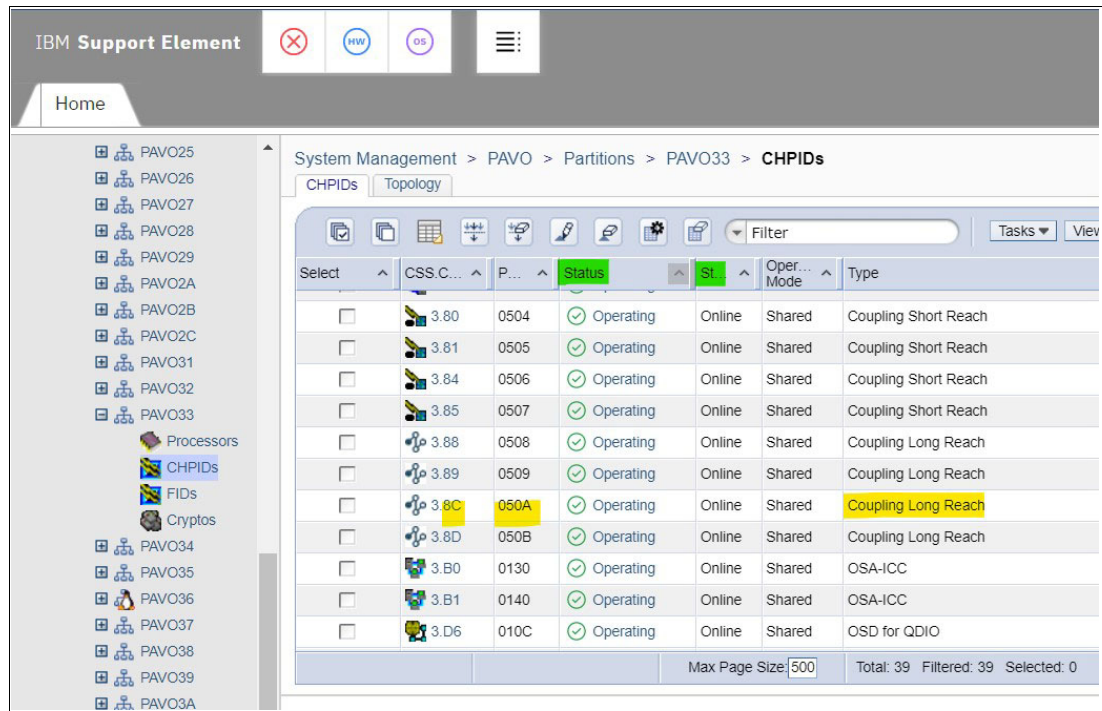 IBM Support Element
HW
OS
Home
PAVO25
PAVO26
PAVO27
PAVO28
PAVO29
PAVO2A
PAVO2B
PAVO2C
PAVO31
PAVO32
PAVO33
Processors
CHPIDs
FIDs
Cryptos
PAVO34
PAVO35
PAVO36
PAVO37
PAVO38
PAVO39
PAVO3A
System Management > PAVO > Partitions > PAVO33 > CHPIDs
CHPIDs Topology
Filter Tasks View
Select CSS.C... P... Status St... Oper... Mode Type
3.80 0504 Operating Online Shared Coupling Short Reach
3.81 0505 Operating Online Shared Coupling Short Reach
3.84 0506 Operating Online Shared Coupling Short Reach
3.85 0507 Operating Online Shared Coupling Short Reach
3.88 0508 Operating Online Shared Coupling Long Reach
3.89 0509 Operating Online Shared Coupling Long Reach
3.8C 050A Operating Online Shared Coupling Long Reach
3.8D 050B Operating Online Shared Coupling Long Reach
3.B0 0130 Operating Online Shared OSA-ICC
3.B1 0140 Operating Online Shared OSA-ICC
3.D6 010C Operating Online Shared OSD for QDIO
Max Page Size: 500 Total: 39 Filtered: 39 Selected: 0